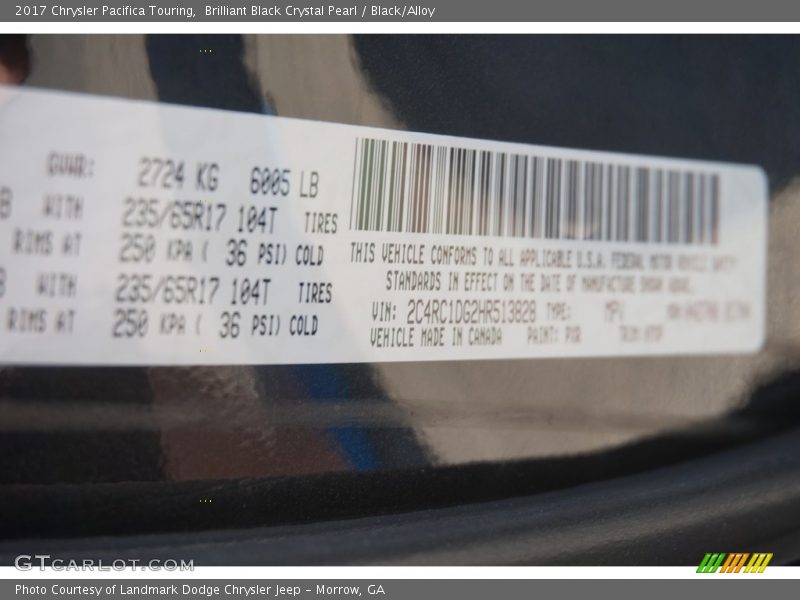 2017 Chrysler Pacifica Touring, Brilliant Black Crystal Pearl / Black/Alloy
GVWR: 2724 KG 6005 LB
WITH 235/65R17 104T TIRES
RIMS AT 250 KPA ( 36 PSI) COLD
WITH 235/65R17 104T TIRES
RIMS AT 250 KPA ( 36 PSI) COLD
THIS VEHICLE CONFORMS TO ALL APPLICABLE U.S.A. FEDERAL MOTOR VEHICLE SAFETY
STANDARDS IN EFFECT ON THE DATE OF MANUFACTURE SHOWN ABOVE.
VIN: 2C4RC1DG2HR513828 TYPE: MPV
VEHICLE MADE IN CANADA PAINT: PXR
GTcarlot.com
Photo Courtesy of Landmark Dodge Chrysler Jeep - Morrow, GA